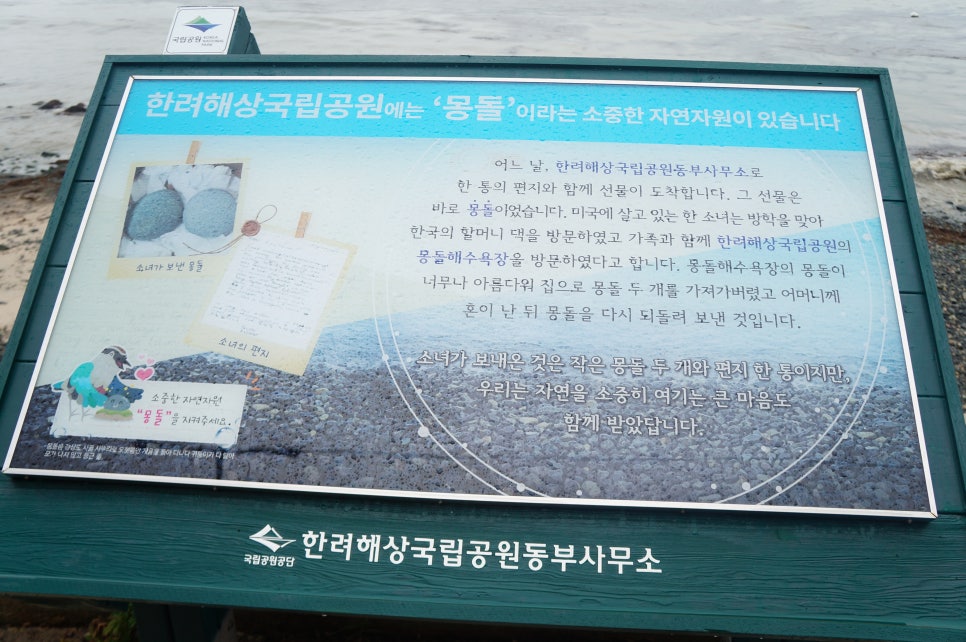 국립공원
KOREA
NATIONAL
PARK
한려해상국립공원에는 '몽돌'이라는 소중한 자연자원이 있습니다
어느 날, 한려해상국립공원동부사무소로
한 통의 편지와 함께 선물이 도착합니다. 그 선물은
바로 몽돌이었습니다. 미국에 살고 있는 한 소녀는 방학을 맞아
한국의 할머니 댁을 방문하였고 가족과 함께 한려해상국립공원의
몽돌해수욕장을 방문하였다고 합니다. 몽돌해수욕장의 몽돌이
너무나 아름다워 집으로 몽돌 두 개를 가져가버렸고 어머니께
혼이 난 뒤 몽돌을 다시 되돌려 보낸 것입니다.
소녀가 보내온 것은 작은 몽돌 두 개와 편지 한 통이지만,
우리는 자연을 소중히 여기는 큰 마음도
함께 받았답니다.
소녀가 보낸 몽돌
소녀의 편지
소중한 자연자원
"몽돌"을 지켜주세요.
국립공원공단
한려해상국립공원동부사무소